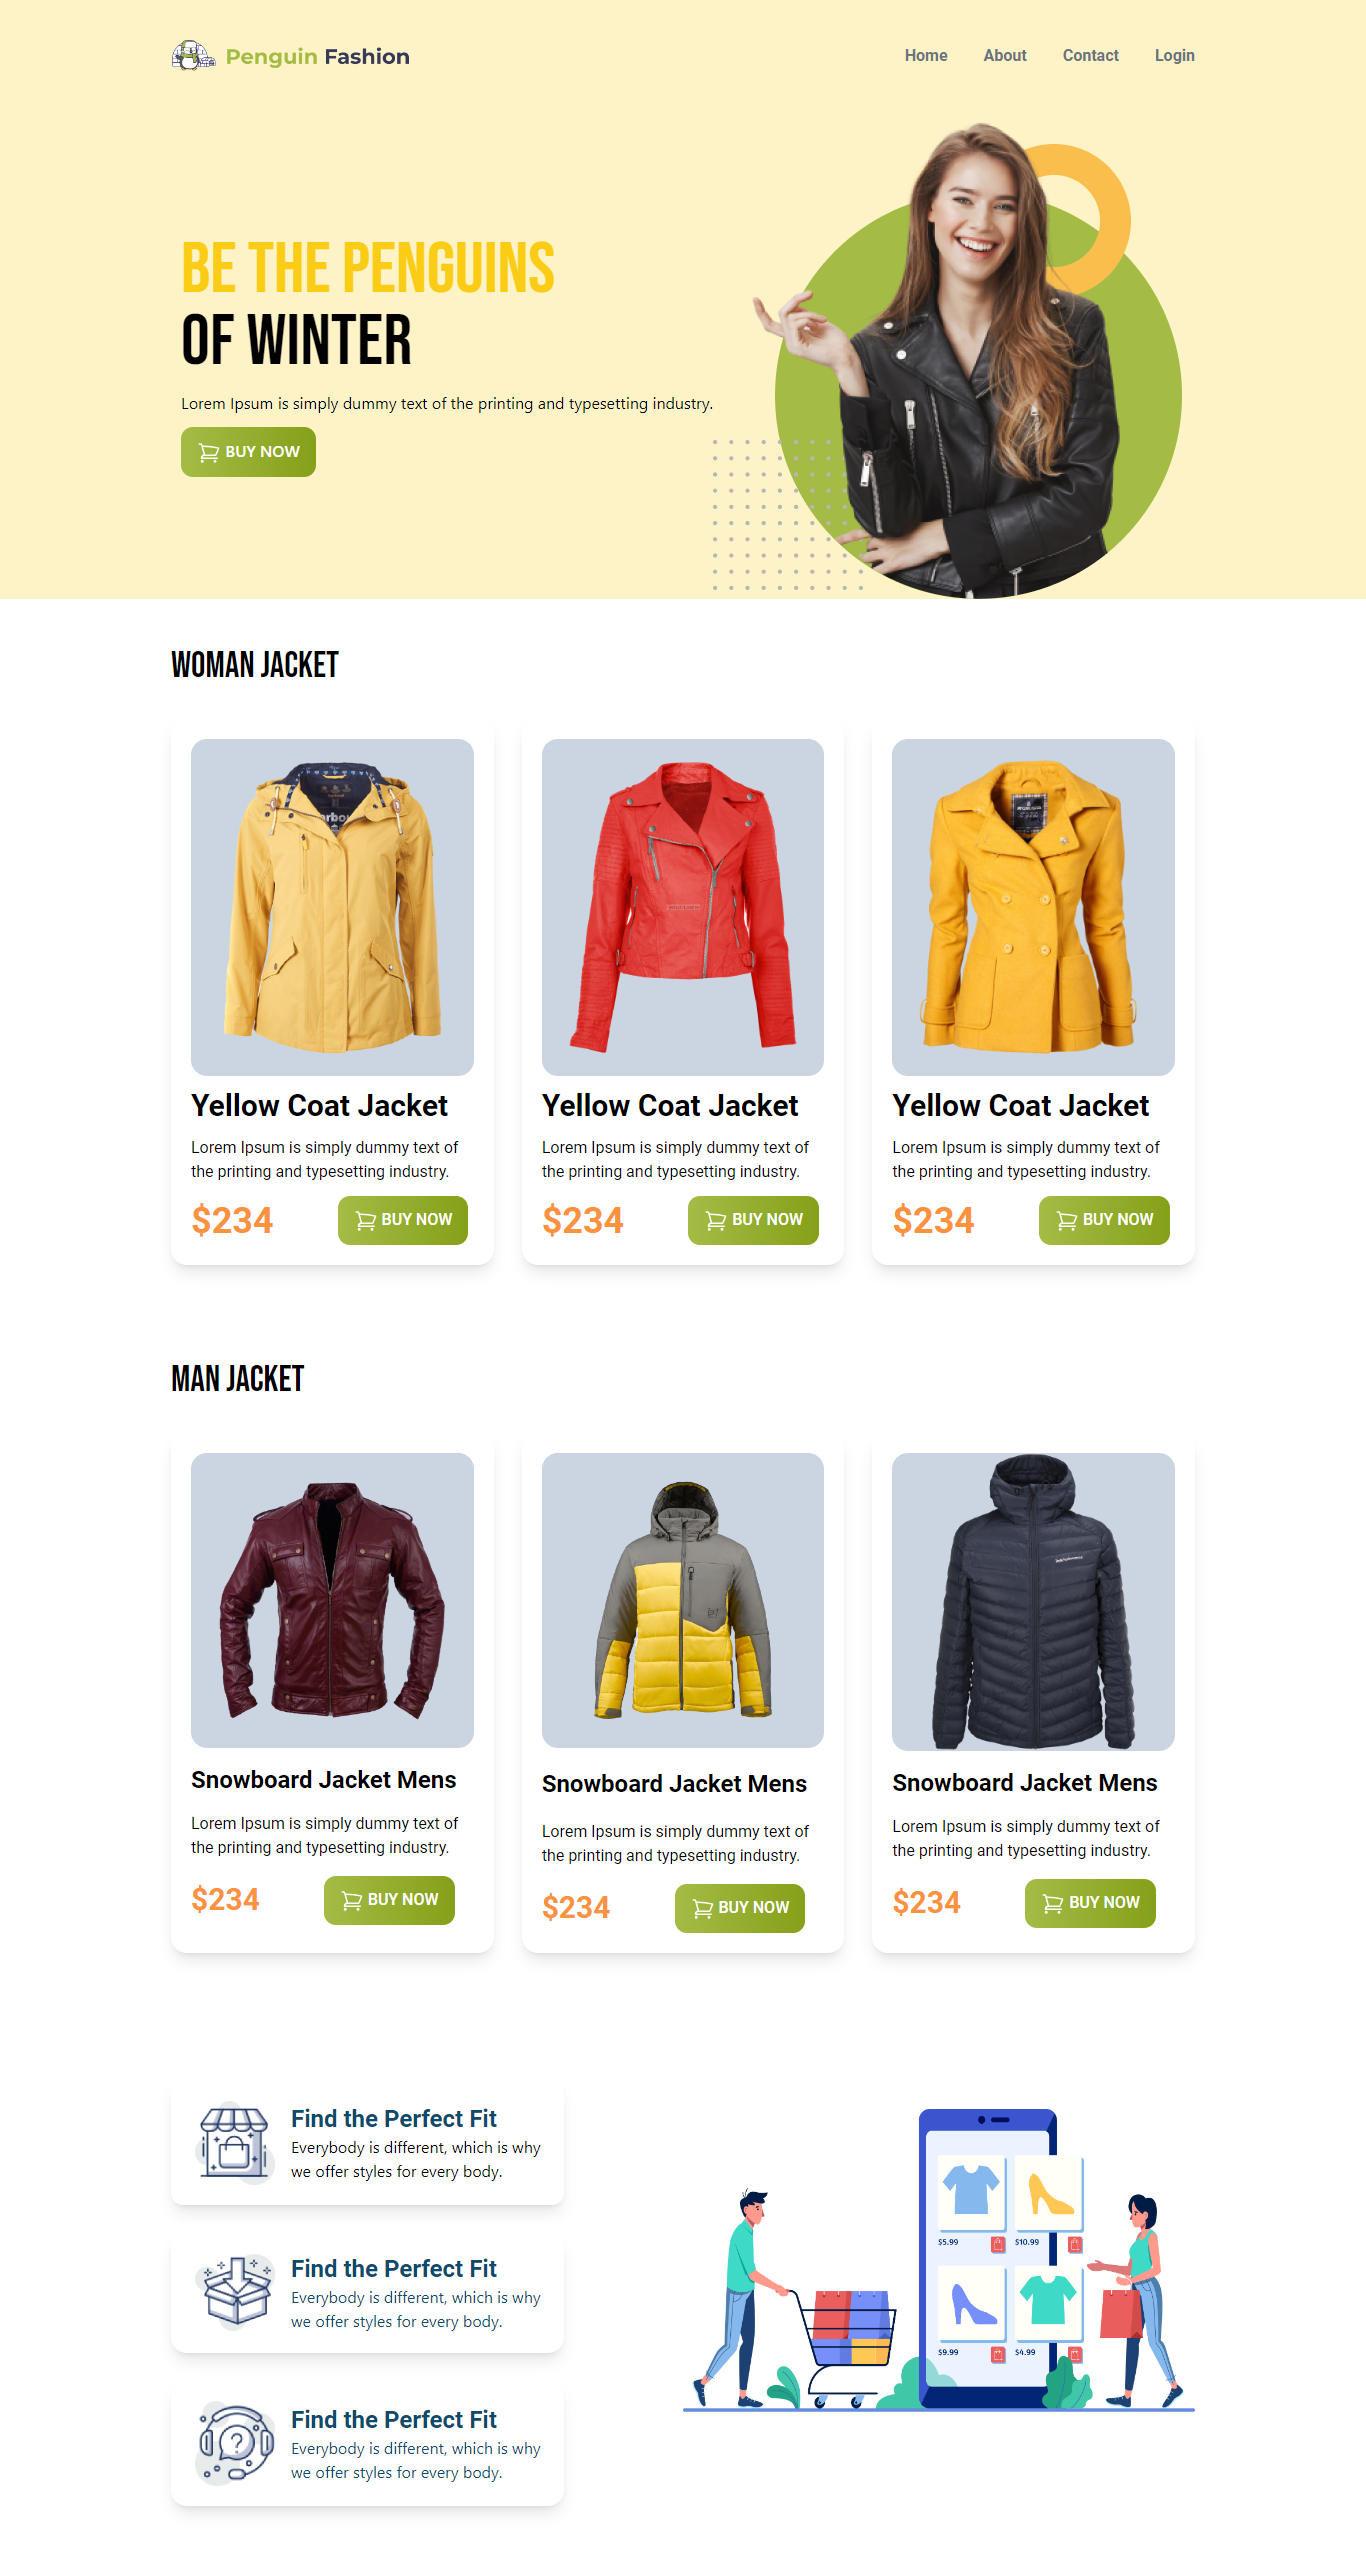 Penguin Fashion
Home About Contact Login
BE THE PENGUINS
OF WINTER
Lorem Ipsum is simply dummy text of the printing and typesetting industry.
BUY NOW
WOMAN JACKET
Yellow Coat Jacket
Lorem Ipsum is simply dummy text of
the printing and typesetting industry.
$234 BUY NOW
Yellow Coat Jacket
Lorem Ipsum is simply dummy text of
the printing and typesetting industry.
$234 BUY NOW
Yellow Coat Jacket
Lorem Ipsum is simply dummy text of
the printing and typesetting industry.
$234 BUY NOW
MAN JACKET
Snowboard Jacket Mens
Lorem Ipsum is simply dummy text of
the printing and typesetting industry.
$234 BUY NOW
Snowboard Jacket Mens
Lorem Ipsum is simply dummy text of
the printing and typesetting industry.
$234 BUY NOW
Snowboard Jacket Mens
Lorem Ipsum is simply dummy text of
the printing and typesetting industry.
$234 BUY NOW
Find the Perfect Fit
Everybody is different, which is why
we offer styles for every body.
Find the Perfect Fit
Everybody is different, which is why
we offer styles for every body.
Find the Perfect Fit
Everybody is different, which is why
we offer styles for every body.
$5.99 $10.99
$9.99 $4.99